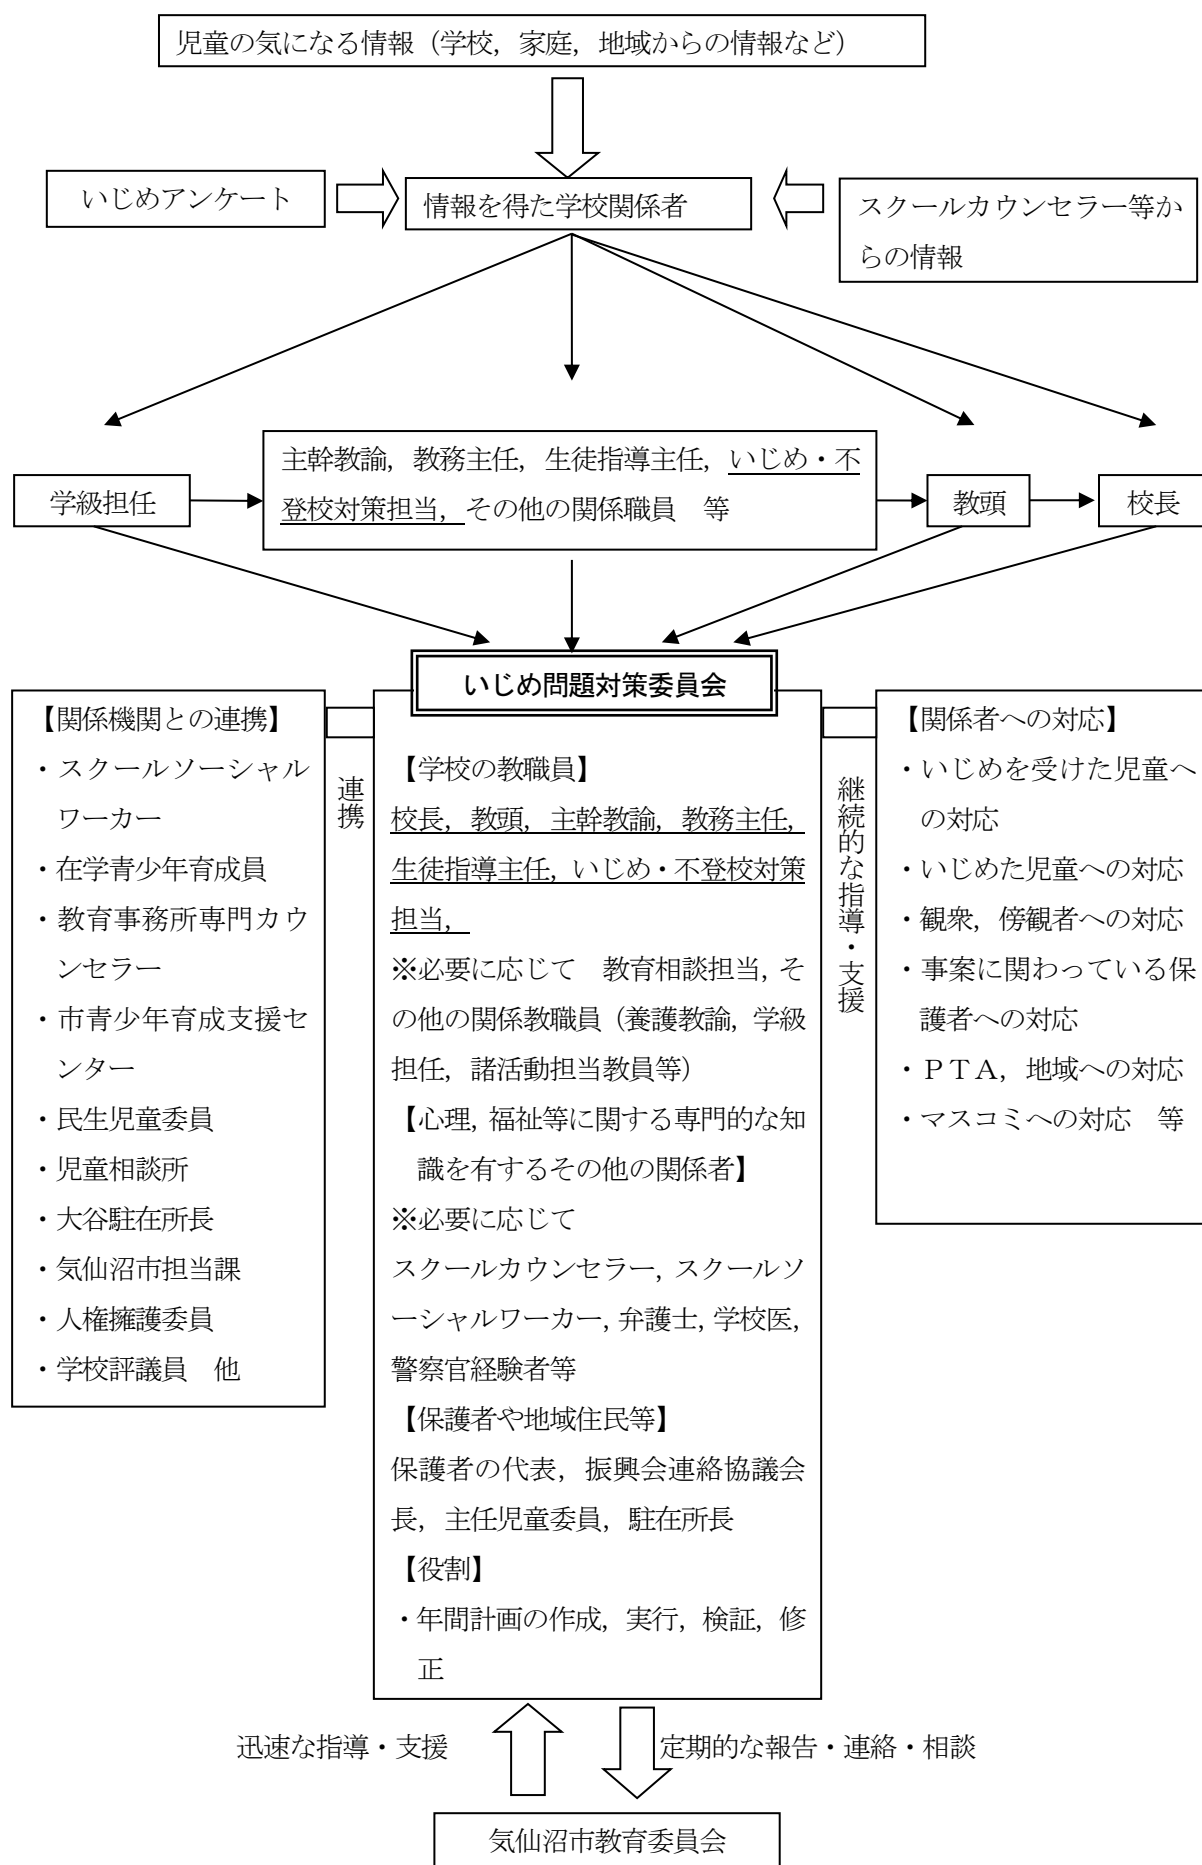 児童の気になる情報（学校，家庭，地域からの情報など）
いじめアンケート
情報を得た学校関係者
スクールカウンセラー等か
らの情報
学級担任
主幹教諭，教務主任，生徒指導主任，いじめ・不
登校対策担当，その他の関係職員　等
教頭
校長
いじめ問題対策委員会
【関係機関との連携】
・スクールソーシャル
ワーカー
・在学青少年育成員
・教育事務所専門カウ
ンセラー
・市青少年育成支援セ
ンター
・民生児童委員
・児童相談所
・大谷駐在所長
・気仙沼市担当課
・人権擁護委員
・学校評議員　他
連携
【学校の教職員】
校長，教頭，主幹教諭，教務主任，
生徒指導主任，いじめ・不登校対策
担当，
※必要に応じて　教育相談担当，そ
の他の関係教職員（養護教諭，学級
担任，諸活動担当教員等）
【心理，福祉等に関する専門的な知
識を有するその他の関係者】
※必要に応じて
スクールカウンセラー，スクールソ
ーシャルワーカー，弁護士，学校医，
警察官経験者等
【保護者や地域住民等】
保護者の代表，振興会連絡協議会
長，主任児童委員，駐在所長
【役割】
・年間計画の作成，実行，検証，修
正
継続的な指導・支援
【関係者への対応】
・いじめを受けた児童へ
の対応
・いじめた児童への対応
・観衆，傍観者への対応
・事案に関わっている保
護者への対応
・ＰＴＡ，地域への対応
・マスコミへの対応　等
迅速な指導・支援
定期的な報告・連絡・相談
気仙沼市教育委員会